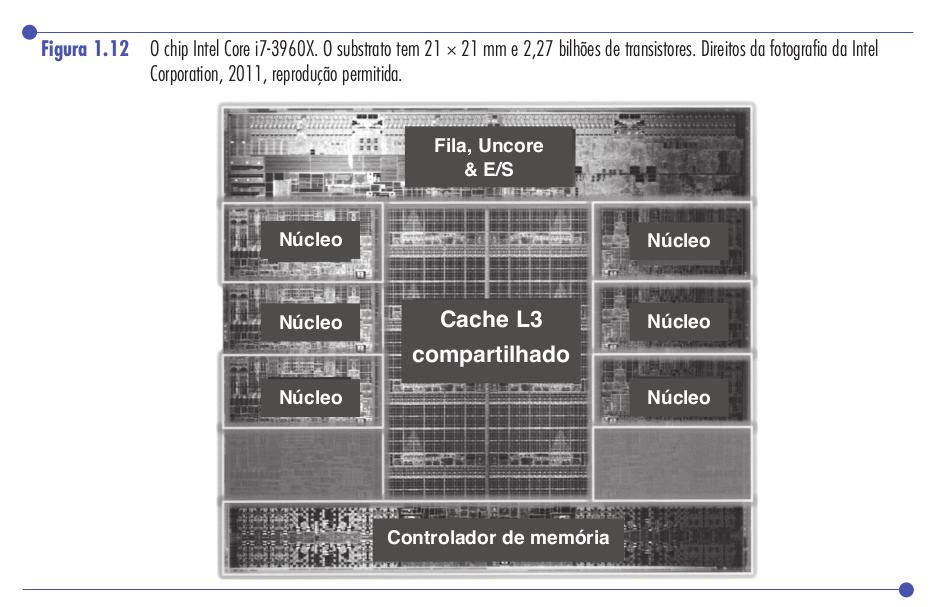 Figura 1.12 O chip Intel Core i7-3960X. O substrato tem 21 × 21 mm e 2,27 bilhões de transistores. Direitos da fotografia da Intel
Corporation, 2011, reprodução permitida.
Fila, Uncore
& E/S
Núcleo
Núcleo
Núcleo
Cache L3
compartilhado
Núcleo
Núcleo
Núcleo
Controlador de memória